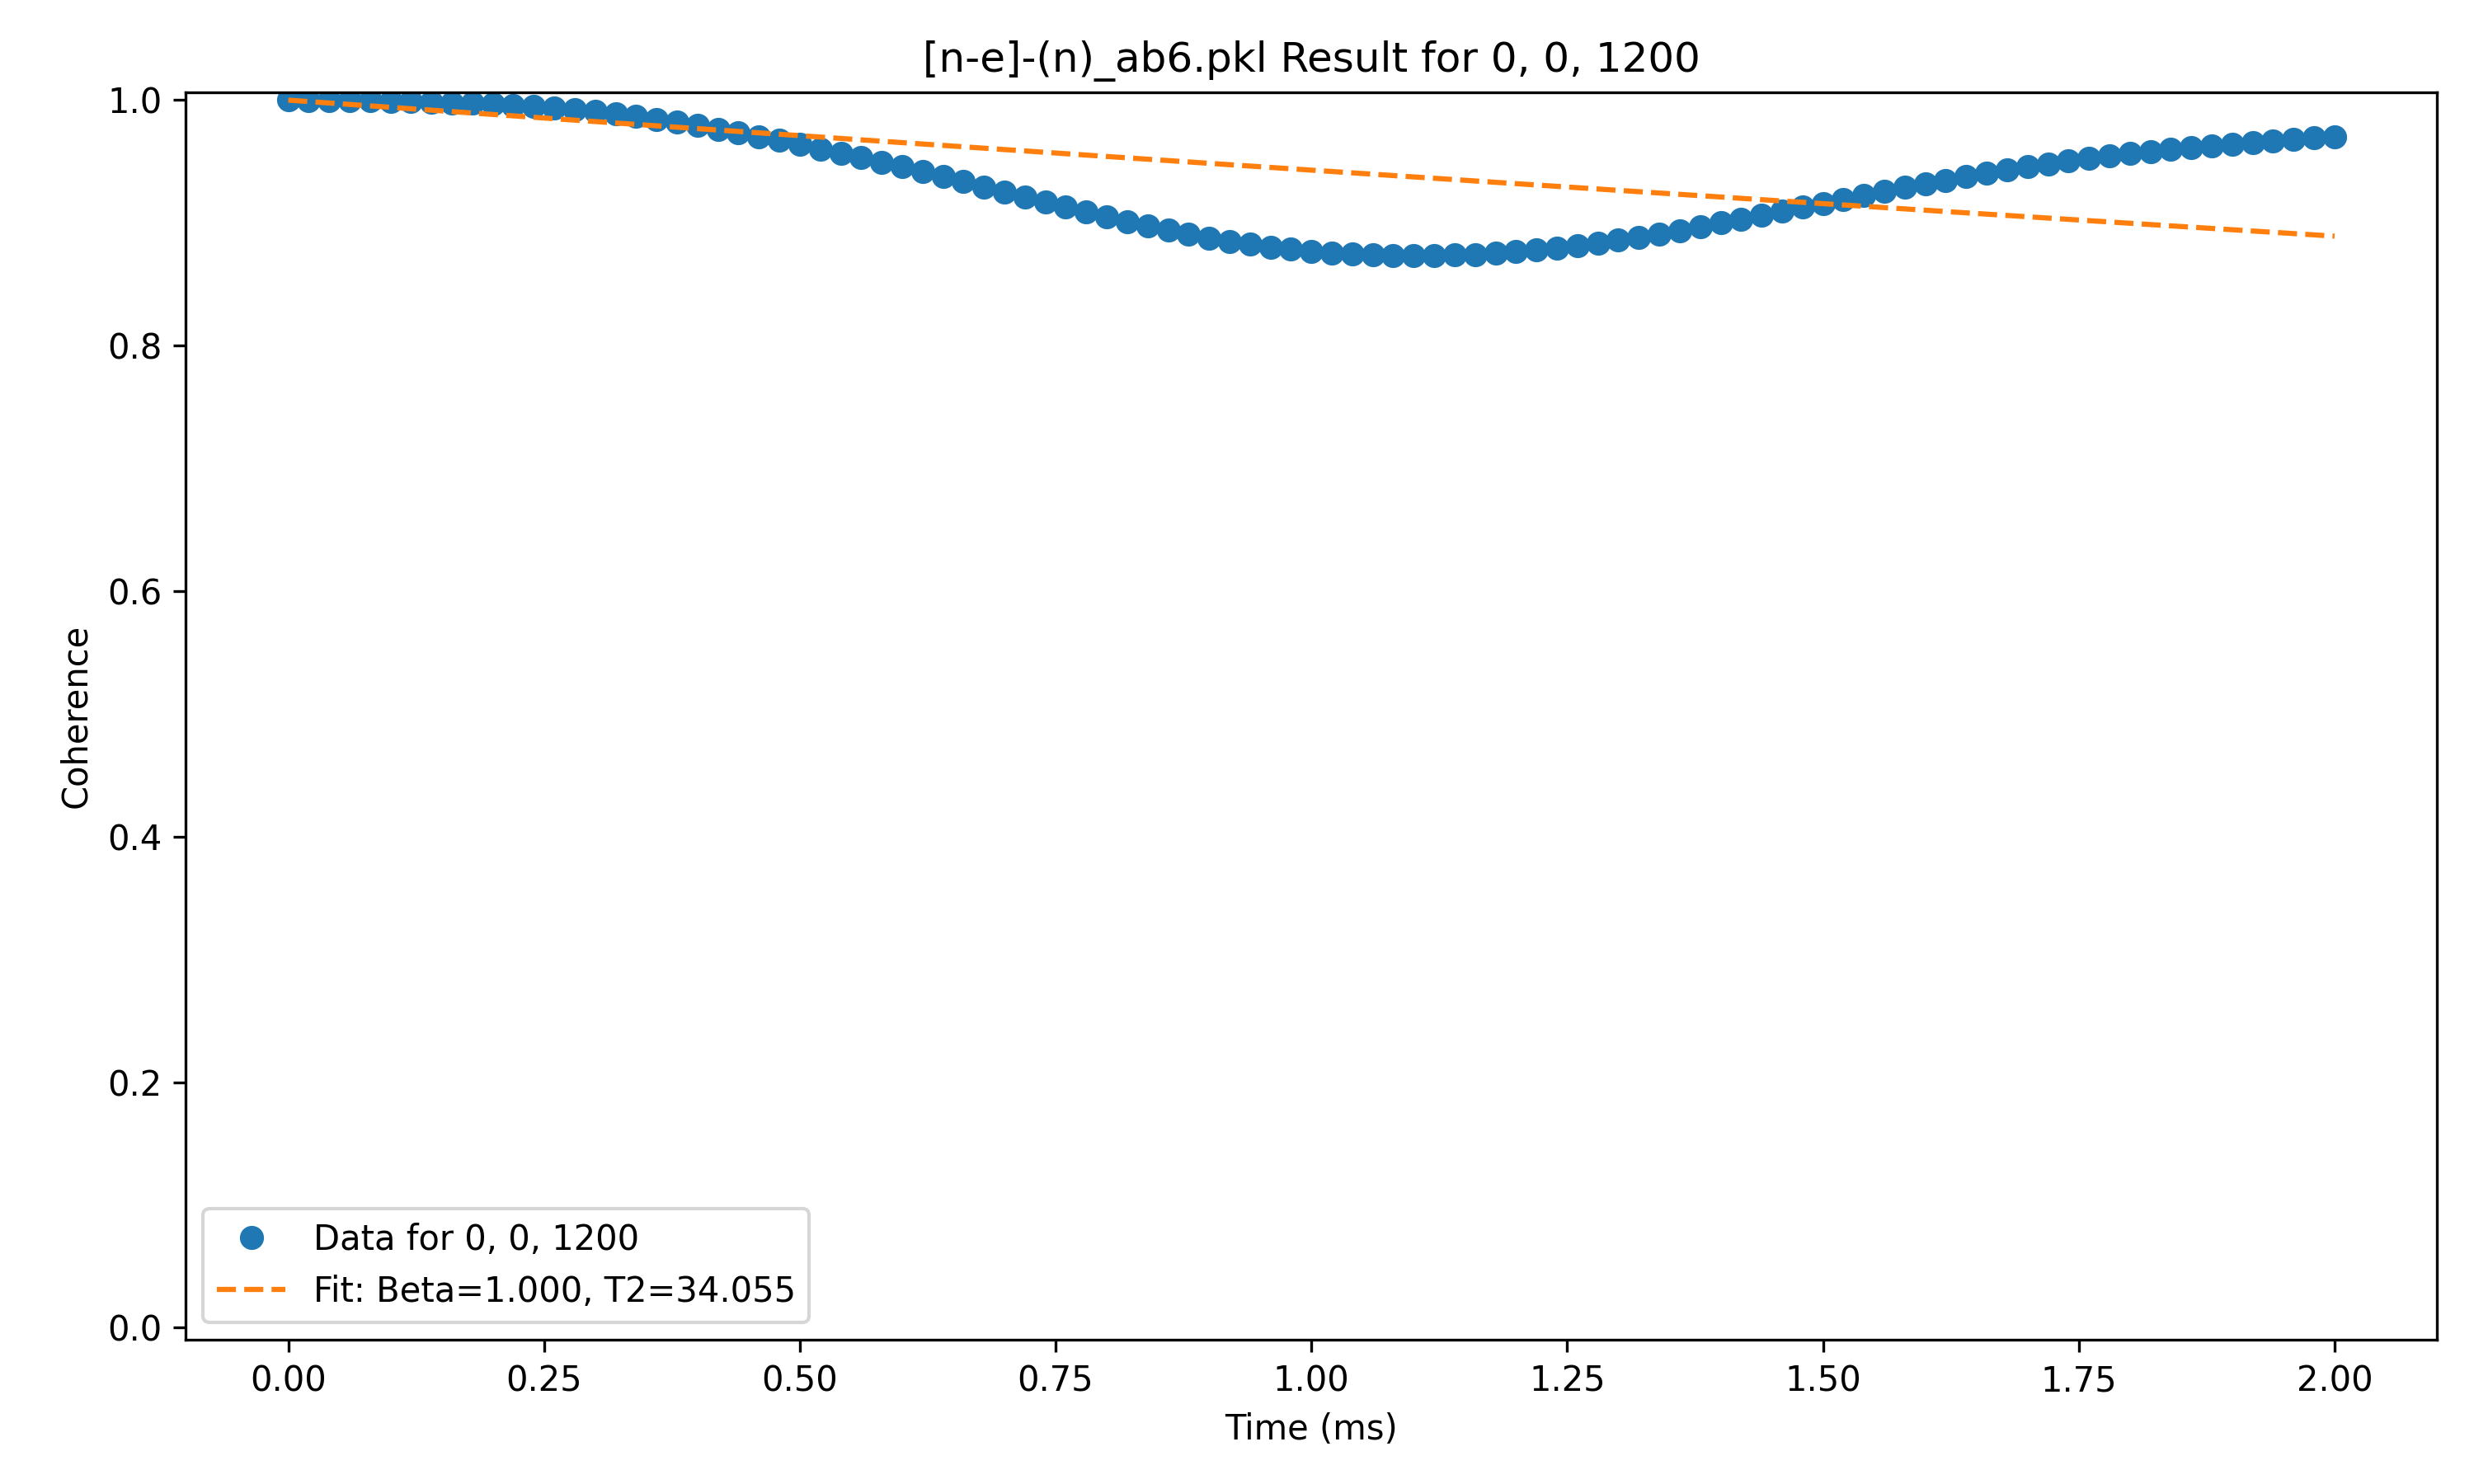 [n-e]-(n)_ab6.pkl Result for 0, 0, 1200
1.0
0.8
0.6
0.4
0.2
0.0
Coherence
Data for 0, 0, 1200
Fit: Beta=1.000, T2=34.055
0.00 0.25 0.50 0.75 1.00 1.25 1.50 1.75 2.00
Time (ms)